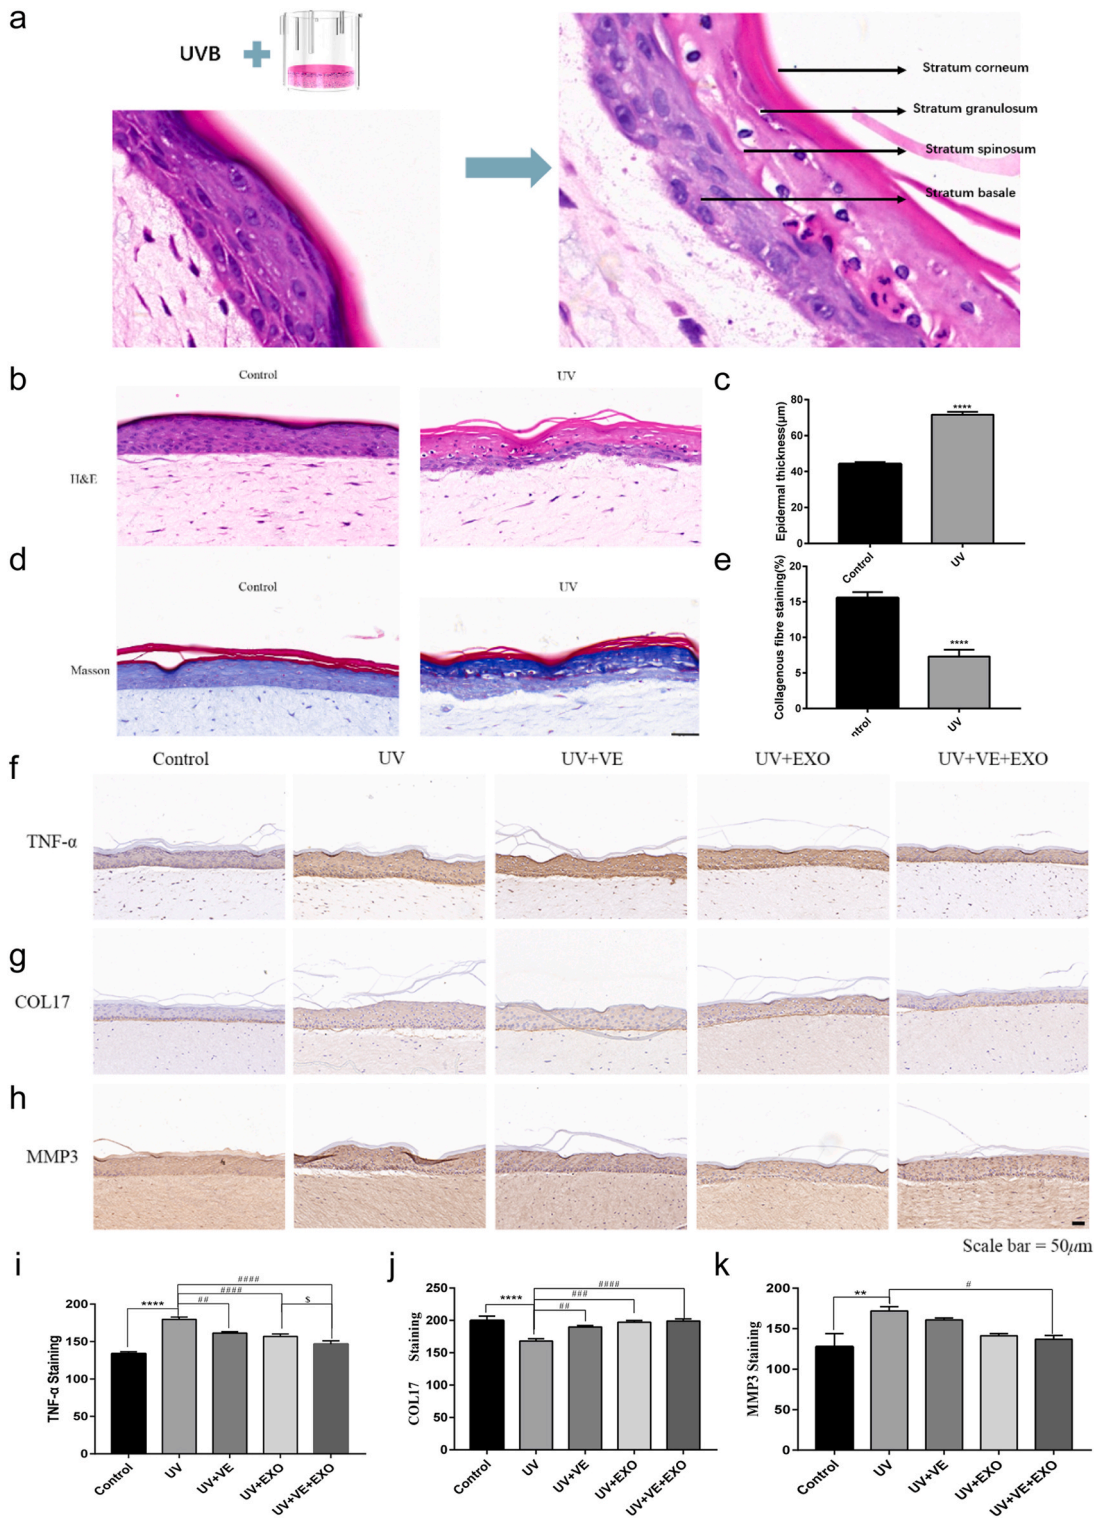 a
UVB
Stratum corneum
Stratum granulosum
Stratum spinosum
Stratum basale
b
Control
UV
H&E
c
Epidermal thickness(μm)
80
60
40
20
0
****
Control
UV
d
Control
UV
Masson
e
Collagenous fibre staining(%)
20
15
10
5
0
****
ntrol
UV
f
Control
UV
UV+VE
UV+EXO
UV+VE+EXO
TNF-α
g
COL17
h
MMP3
Scale bar = 50μm
i
TNF-α Staining
200
150
100
50
0
####
####
****
##
$
Control
UV
UV+VE
UV+EXO
UV+VE+EXO
j
COL17 Staining
250
200
150
100
50
0
####
###
****
##
Control
UV
UV+VE
UV+EXO
UV+VE+EXO
k
MMP3 Staining
200
150
100
50
0
#
**
Control
UV
UV+VE
UV+EXO
UV+VE+EXO